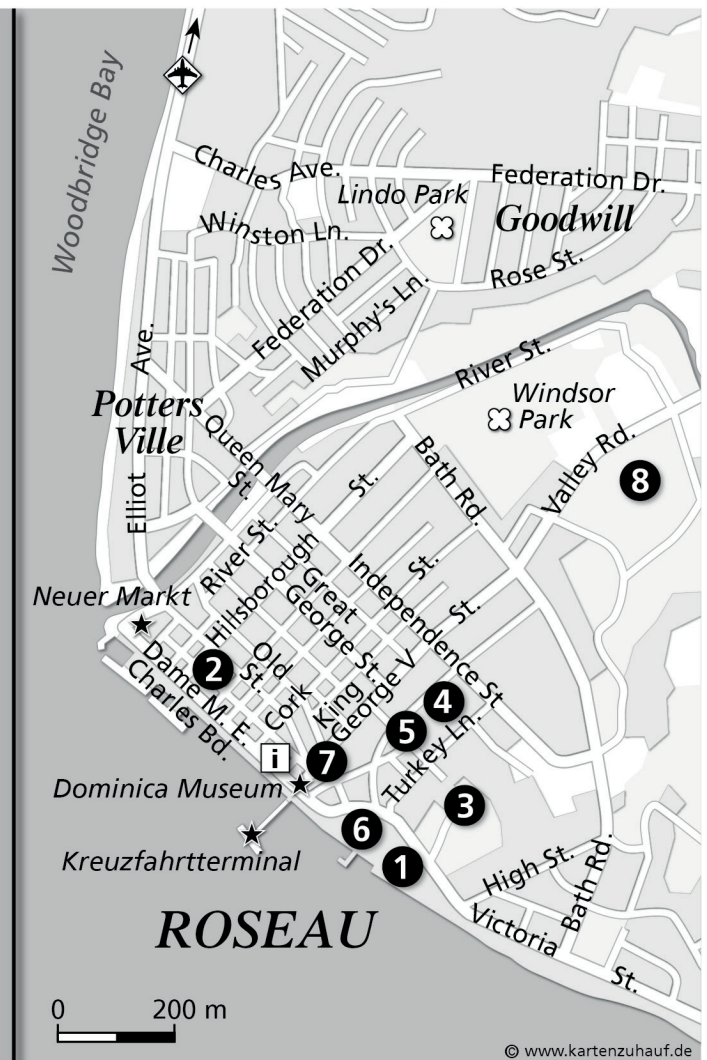 Woodbridge Bay
Charles Ave.
Federation Dr.
Lindo Park
Goodwill
Winston Ln.
Rose St.
Federation Dr.
Murphy's Ln.
River St.
Elliot Ave.
Potters
Ville
Windsor
Park
Queen Mary
St.
Bath Rd.
Valley Rd.
8
River St.
Hillsborough St.
Great
George St.
Independence St
Neuer Markt
2
Old
St.
Cork St.
King
George V St.
Dame M. E.
Charles Bd.
4
5
Turkey Ln.
i
7
Dominica Museum
3
6
Kreuzfahrtterminal
1
High St.
Bath Rd.
Victoria St.
ROSEAU
0 200 m
© www.kartenzuhauf.de